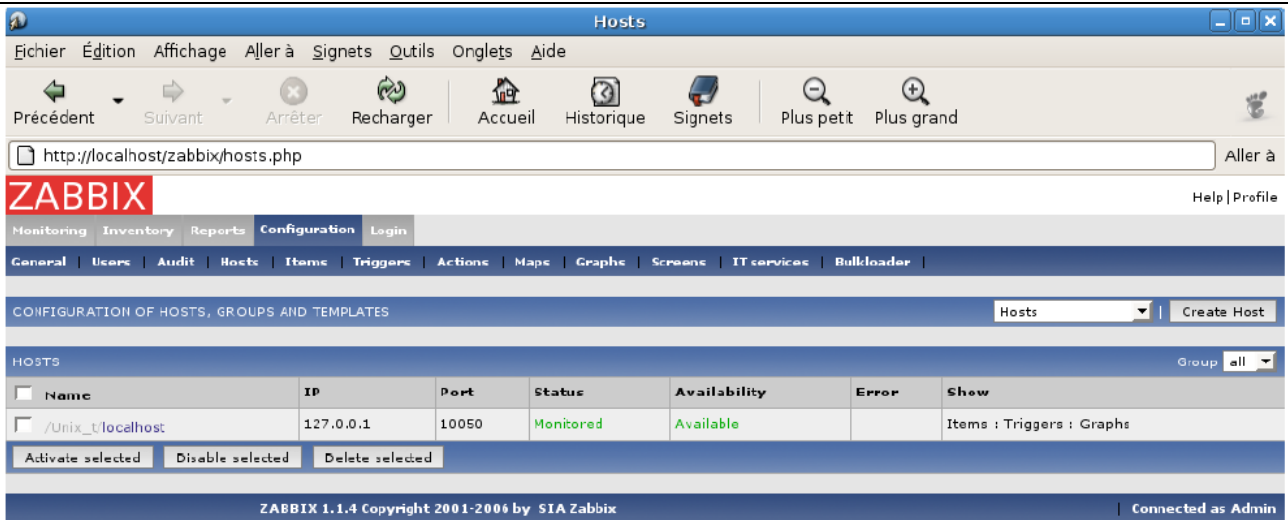 Hosts
Fichier Édition Affichage Aller à Signets Outils Onglets Aide
Précédent Suivant Arrêter Recharger Accueil Historique Signets Plus petit Plus grand
http://localhost/zabbix/hosts.php Aller à
ZABBIX Help | Profile
Monitoring Inventory Reports Configuration Login
General | Users | Audit | Hosts | Items | Triggers | Actions | Maps | Graphs | Screens | IT services | Bulkloader |
CONFIGURATION OF HOSTS, GROUPS AND TEMPLATES Hosts | Create Host
HOSTS Group all
Name IP Port Status Availability Error Show
/Unix_t/localhost 127.0.0.1 10050 Monitored Available Items : Triggers : Graphs
Activate selected Disable selected Delete selected
ZABBIX 1.1.4 Copyright 2001-2006 by SIA Zabbix | Connected as Admin